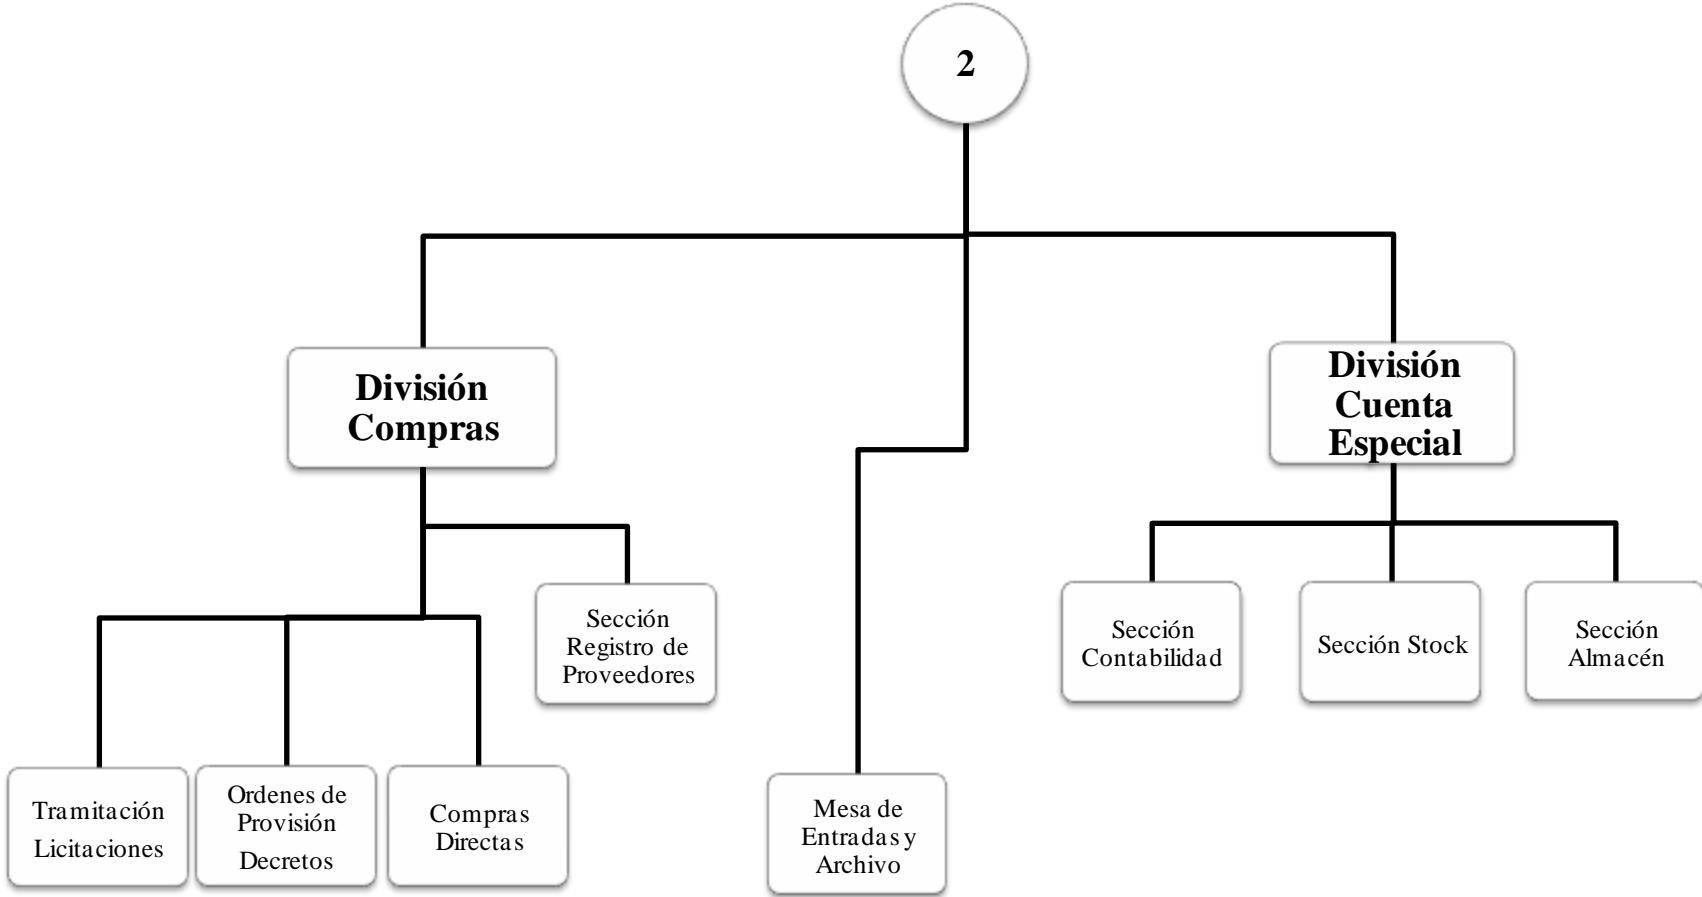 2
División
Compras
División
Cuenta
Especial
Sección
Registro de
Proveedores
Sección
Contabilidad
Sección Stock
Sección
Almacén
Tramitación
Licitaciones
Ordenes de
Provisión
Decretos
Compras
Directas
Mesa de
Entradas y
Archivo